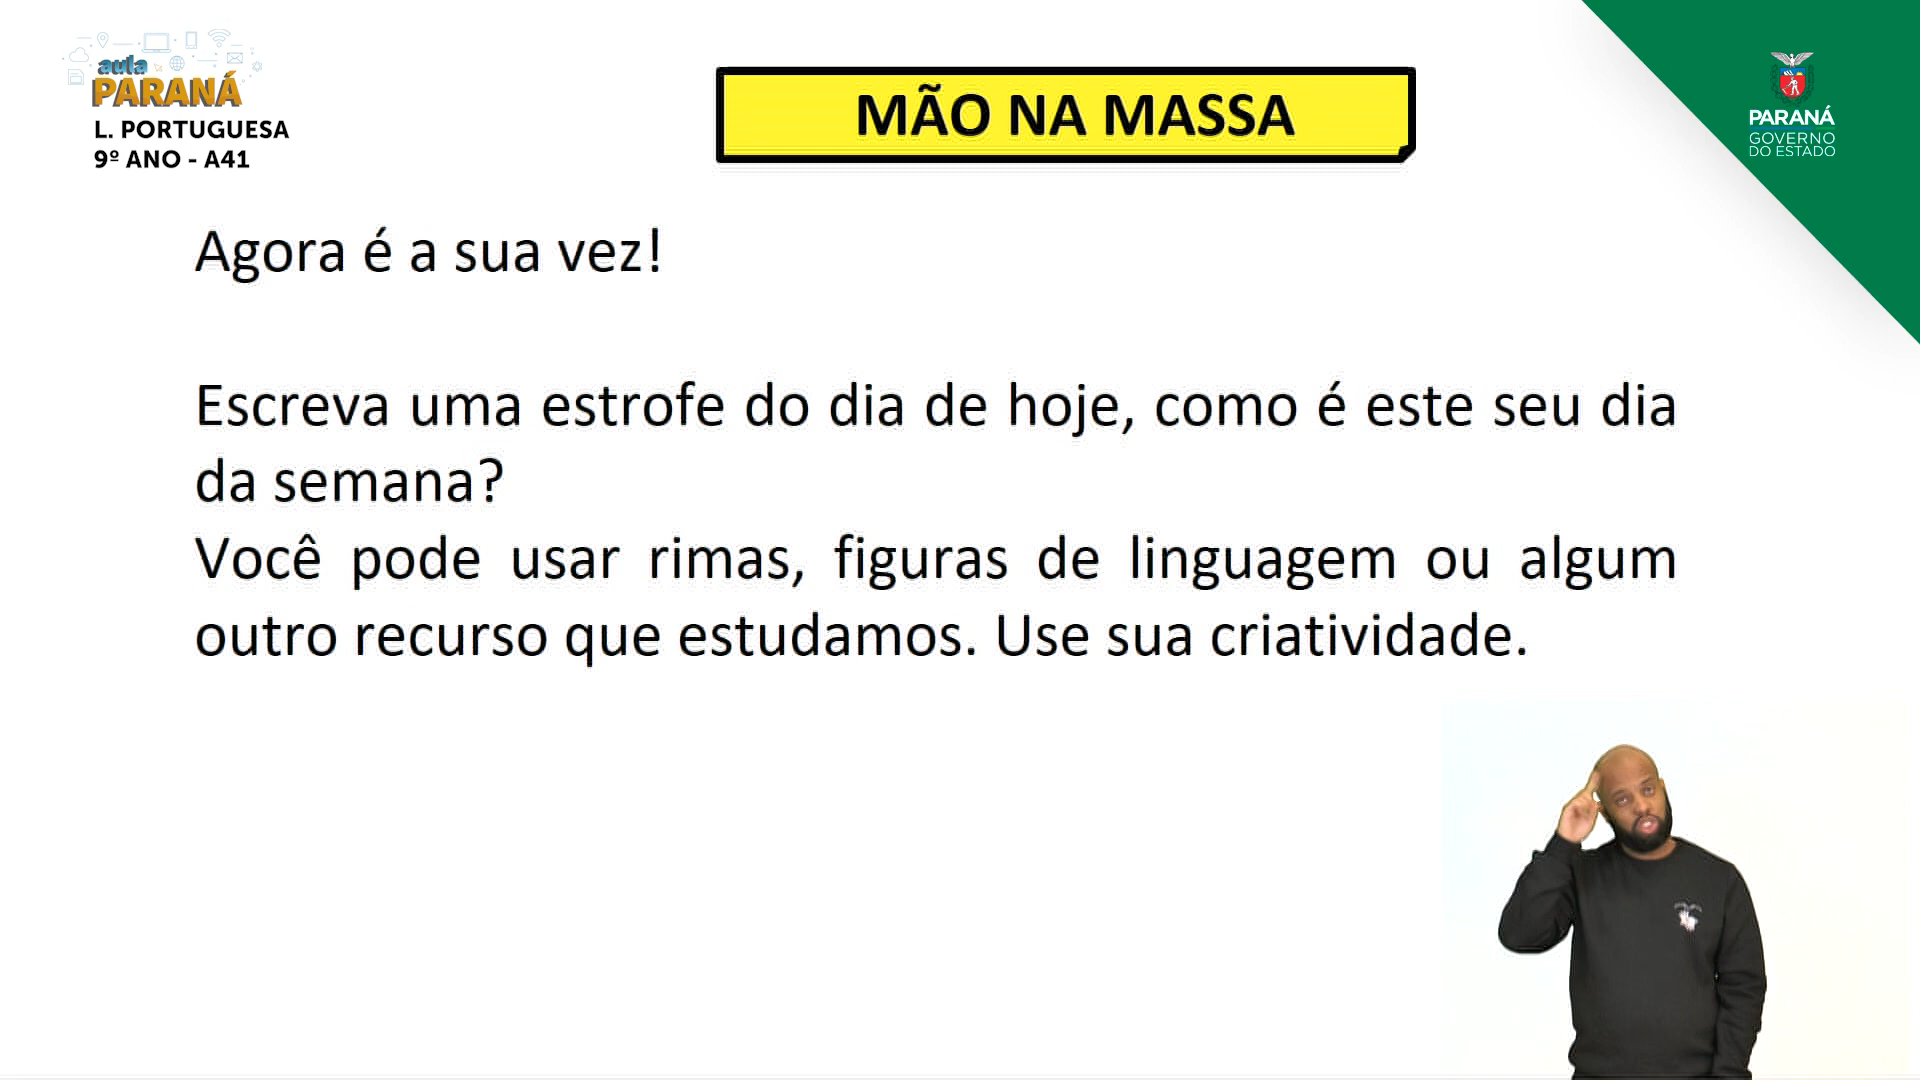 aula
PARANÁ
L. PORTUGUESA
9º ANO - A41
MÃO NA MASSA
PARANÁ
GOVERNO
DO ESTADO
Agora é a sua vez!
Escreva uma estrofe do dia de hoje, como é este seu dia
da semana?
Você pode usar rimas, figuras de linguagem ou algum
outro recurso que estudamos. Use sua criatividade.